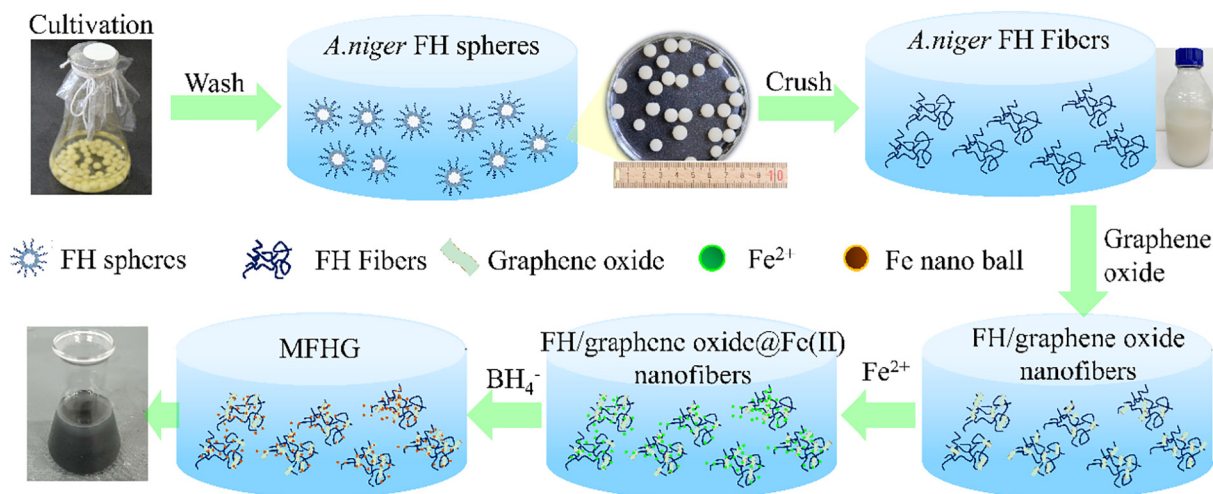 Cultivation
Wash
A.niger FH spheres
Crush
A.niger FH Fibers
1 2 3 4 5 6 7 8 9 10
Graphene
oxide
FH spheres
FH Fibers
Graphene oxide
Fe²⁺
Fe nano ball
MFHG
BH₄⁻
FH/graphene oxide@Fe(II)
nanofibers
Fe²⁺
FH/graphene oxide
nanofibers